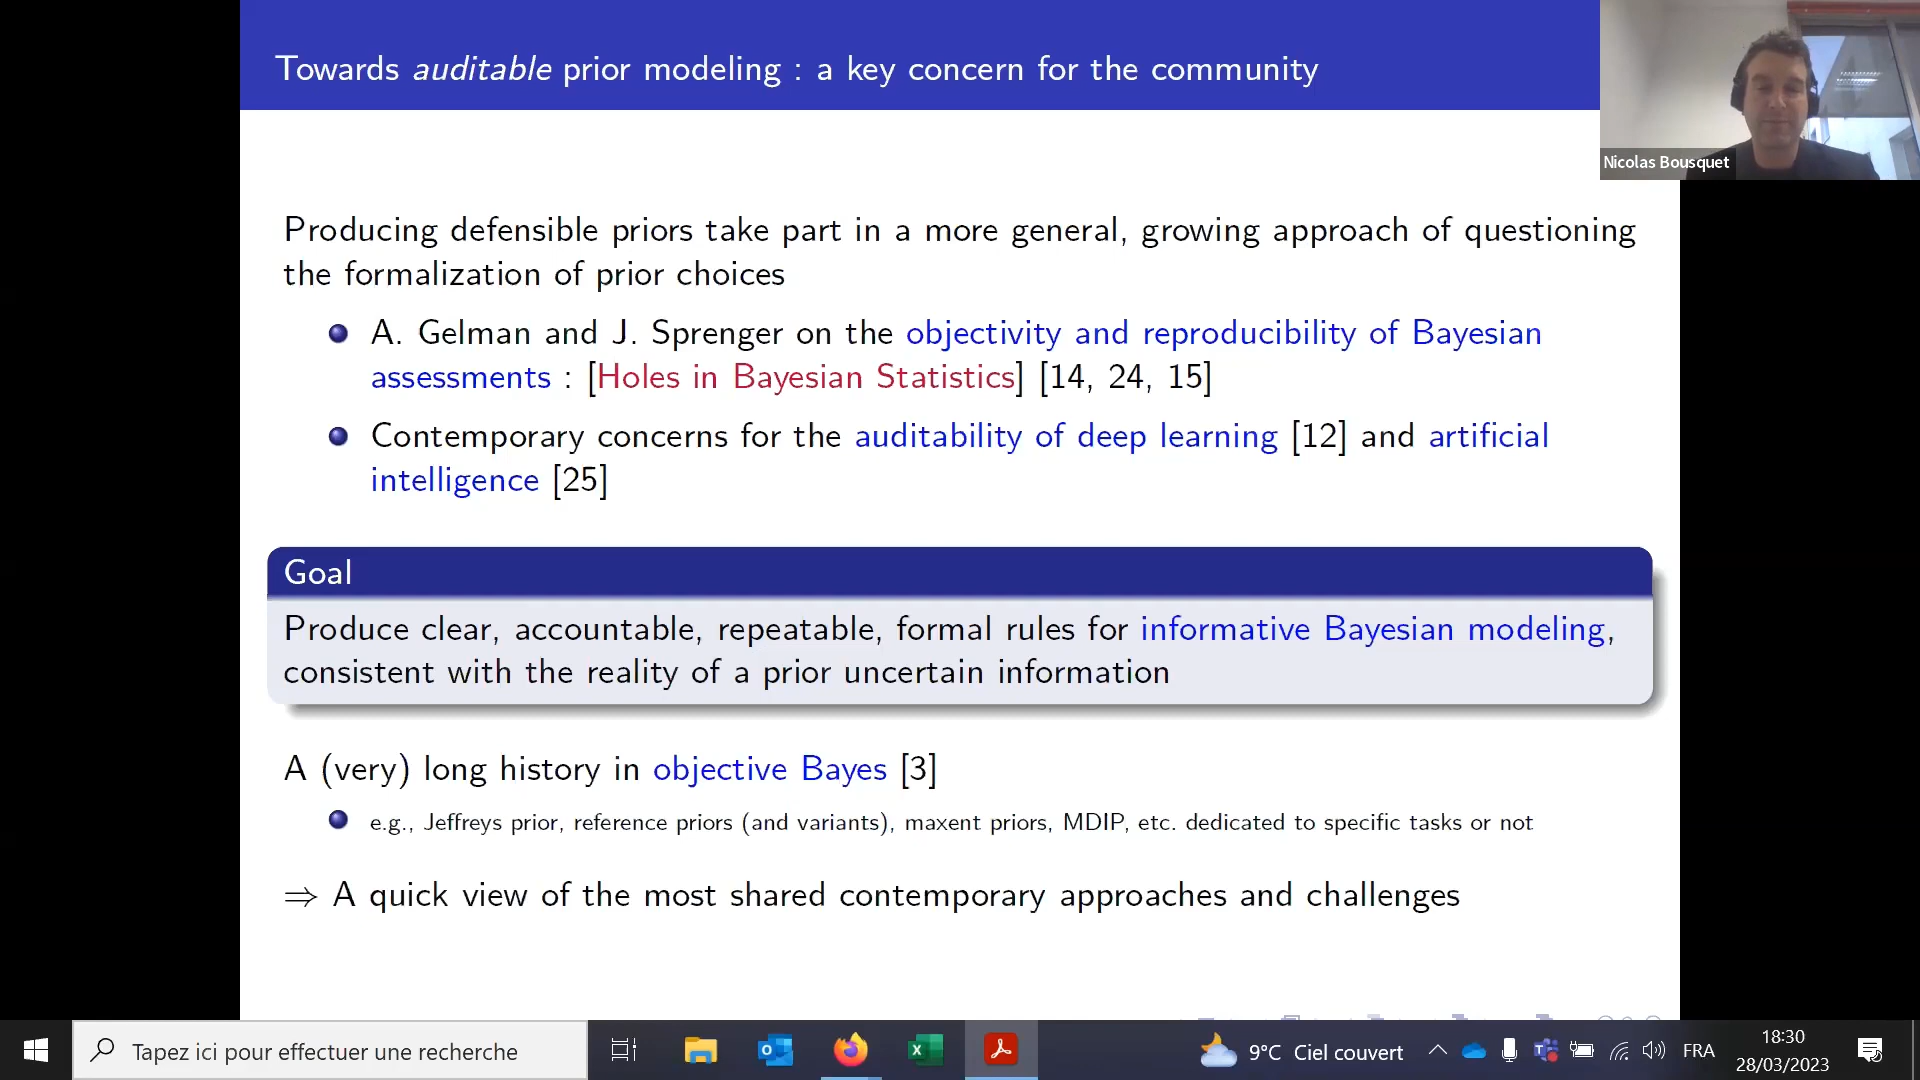 Towards auditable prior modeling : a key concern for the community
Nicolas Bousquet
Producing defensible priors take part in a more general, growing approach of questioning
the formalization of prior choices
A. Gelman and J. Sprenger on the objectivity and reproducibility of Bayesian
assessments : [Holes in Bayesian Statistics] [14, 24, 15]
Contemporary concerns for the auditability of deep learning [12] and artificial
intelligence [25]
Goal
Produce clear, accountable, repeatable, formal rules for informative Bayesian modeling,
consistent with the reality of a prior uncertain information
A (very) long history in objective Bayes [3]
e.g., Jeffreys prior, reference priors (and variants), maxent priors, MDIP, etc. dedicated to specific tasks or not
⇒ A quick view of the most shared contemporary approaches and challenges
Tapez ici pour effectuer une recherche
9°C Ciel couvert
FRA
18:30
28/03/2023